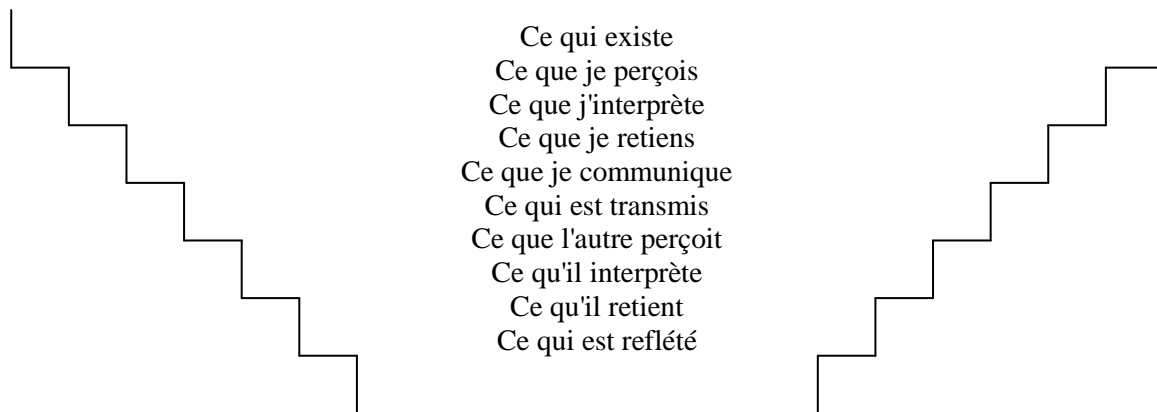 Ce qui existe
Ce que je perçois
Ce que j'interprète
Ce que je retiens
Ce que je communique
Ce qui est transmis
Ce que l'autre perçoit
Ce qu'il interprète
Ce qu'il retient
Ce qui est reflété